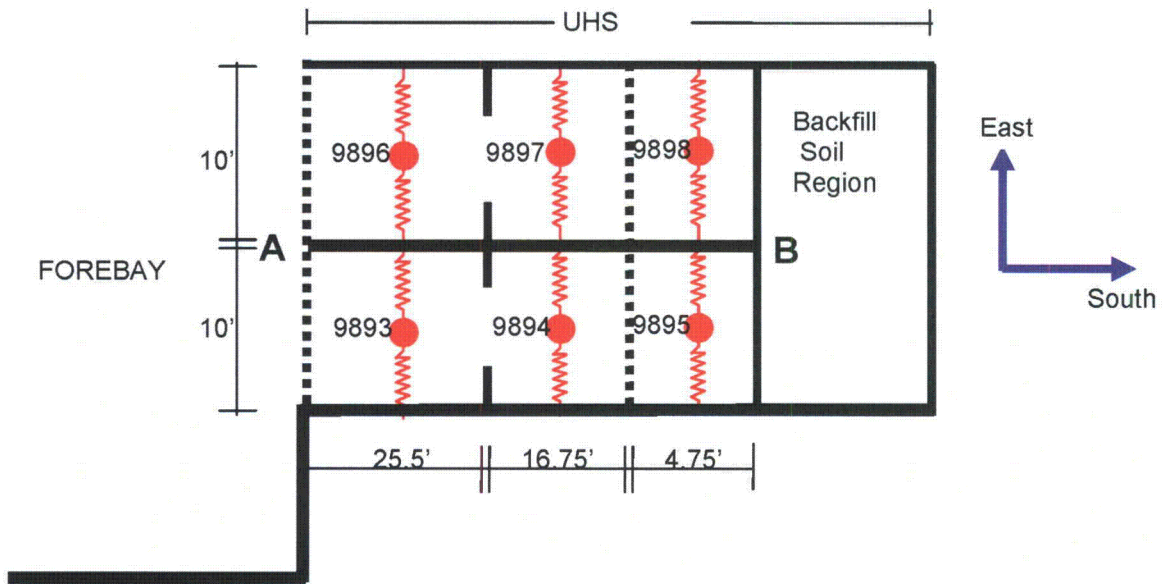 UHS
10'
9896
9897
9898
Backfill
Soil
Region
East
A
B
FOREBAY
South
10'
9893
9894
9895
25.5'
16.75'
4.75'